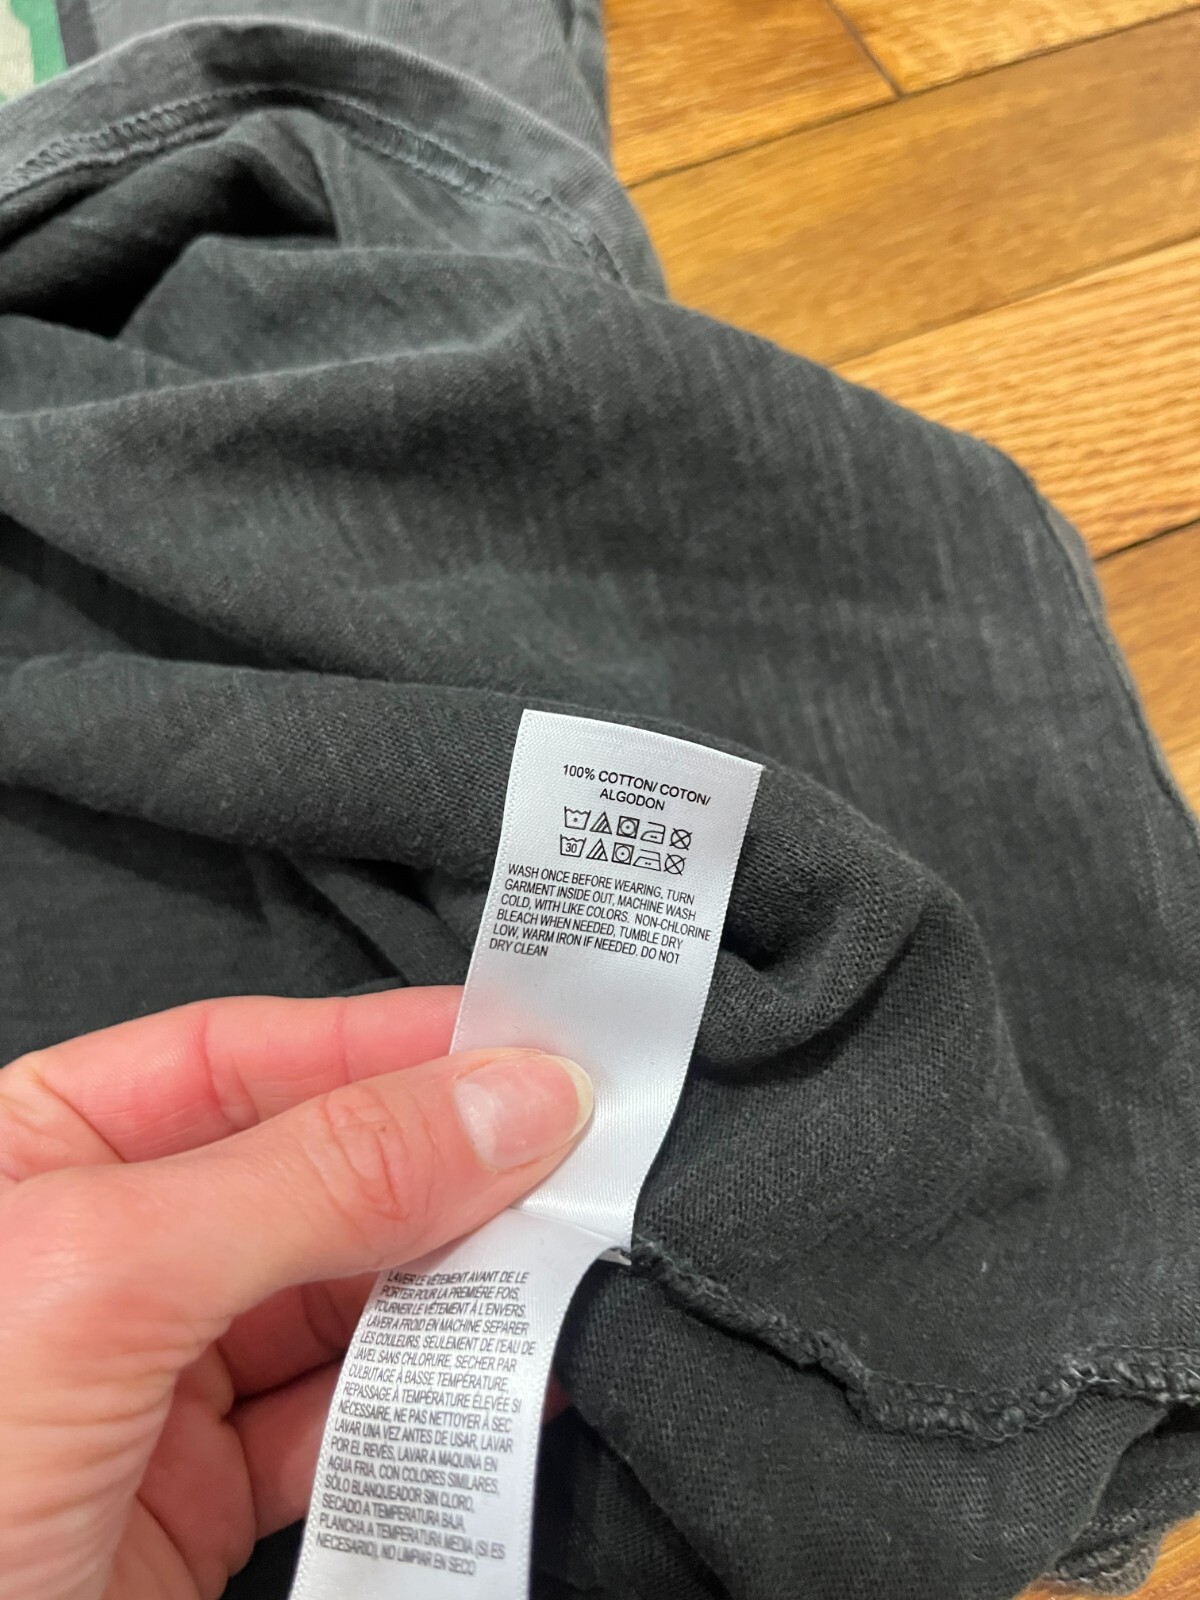 100% COTTON/ COTON/
ALGODON
30
WASH ONCE BEFORE WEARING, TURN
GARMENT INSIDE OUT, MACHINE WASH
COLD, WITH LIKE COLORS. NON-CHLORINE
BLEACH WHEN NEEDED, TUMBLE DRY
LOW, WARM IRON IF NEEDED. DO NOT
DRY CLEAN
LAVER LE VÊTEMENT AVANT DE LE
PORTER POUR LA PREMIÈRE FOIS,
TOURNER LE VÊTEMENT À L'ENVERS,
LAVER A FROID EN MACHINE SEPARER
LES COULEURS, SEULEMENT DE l'EAU DE
JAVEL SANS CHLORURE, SECHER PAR
CULBUTAGE À BASSE TEMPÉRATURE,
REPASSAGE À TEMPÉRATURE ÉLEVÉE SI
NÉCESSAIRE, NE PAS NETTOYER À SEC
LAVAR UNA VEZ ANTES DE USAR, LAVAR
POR EL REVÉS, LAVAR A MAQUINA EN
AGUA FRIA, CON COLORES SIMILARES,
SÓLO BLANQUEADOR SIN CLORO,
SECADO A TEMPERATURA BAJA,
PLANCHA A TEMPERATURA MEDIA (SI ES
NECESARIO), NO LIMPIAR EN SECO